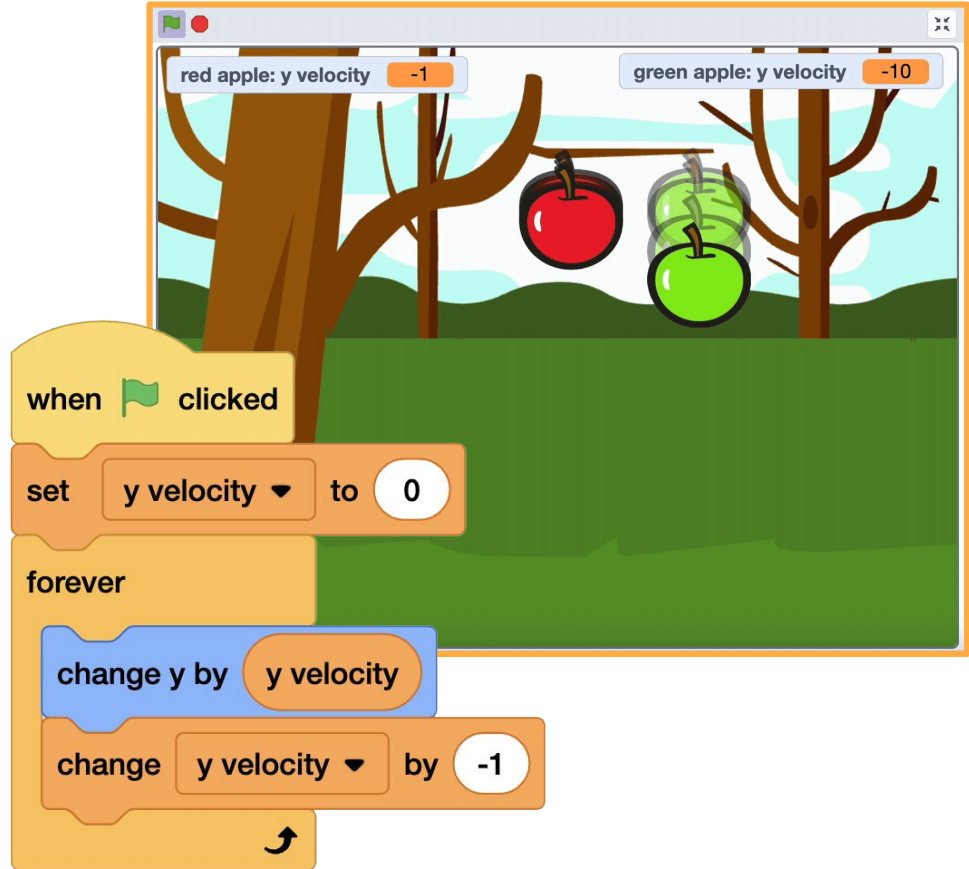 red apple: y velocity -1
green apple: y velocity -10
when clicked
set y velocity to 0
forever
change y by y velocity
change y velocity by -1